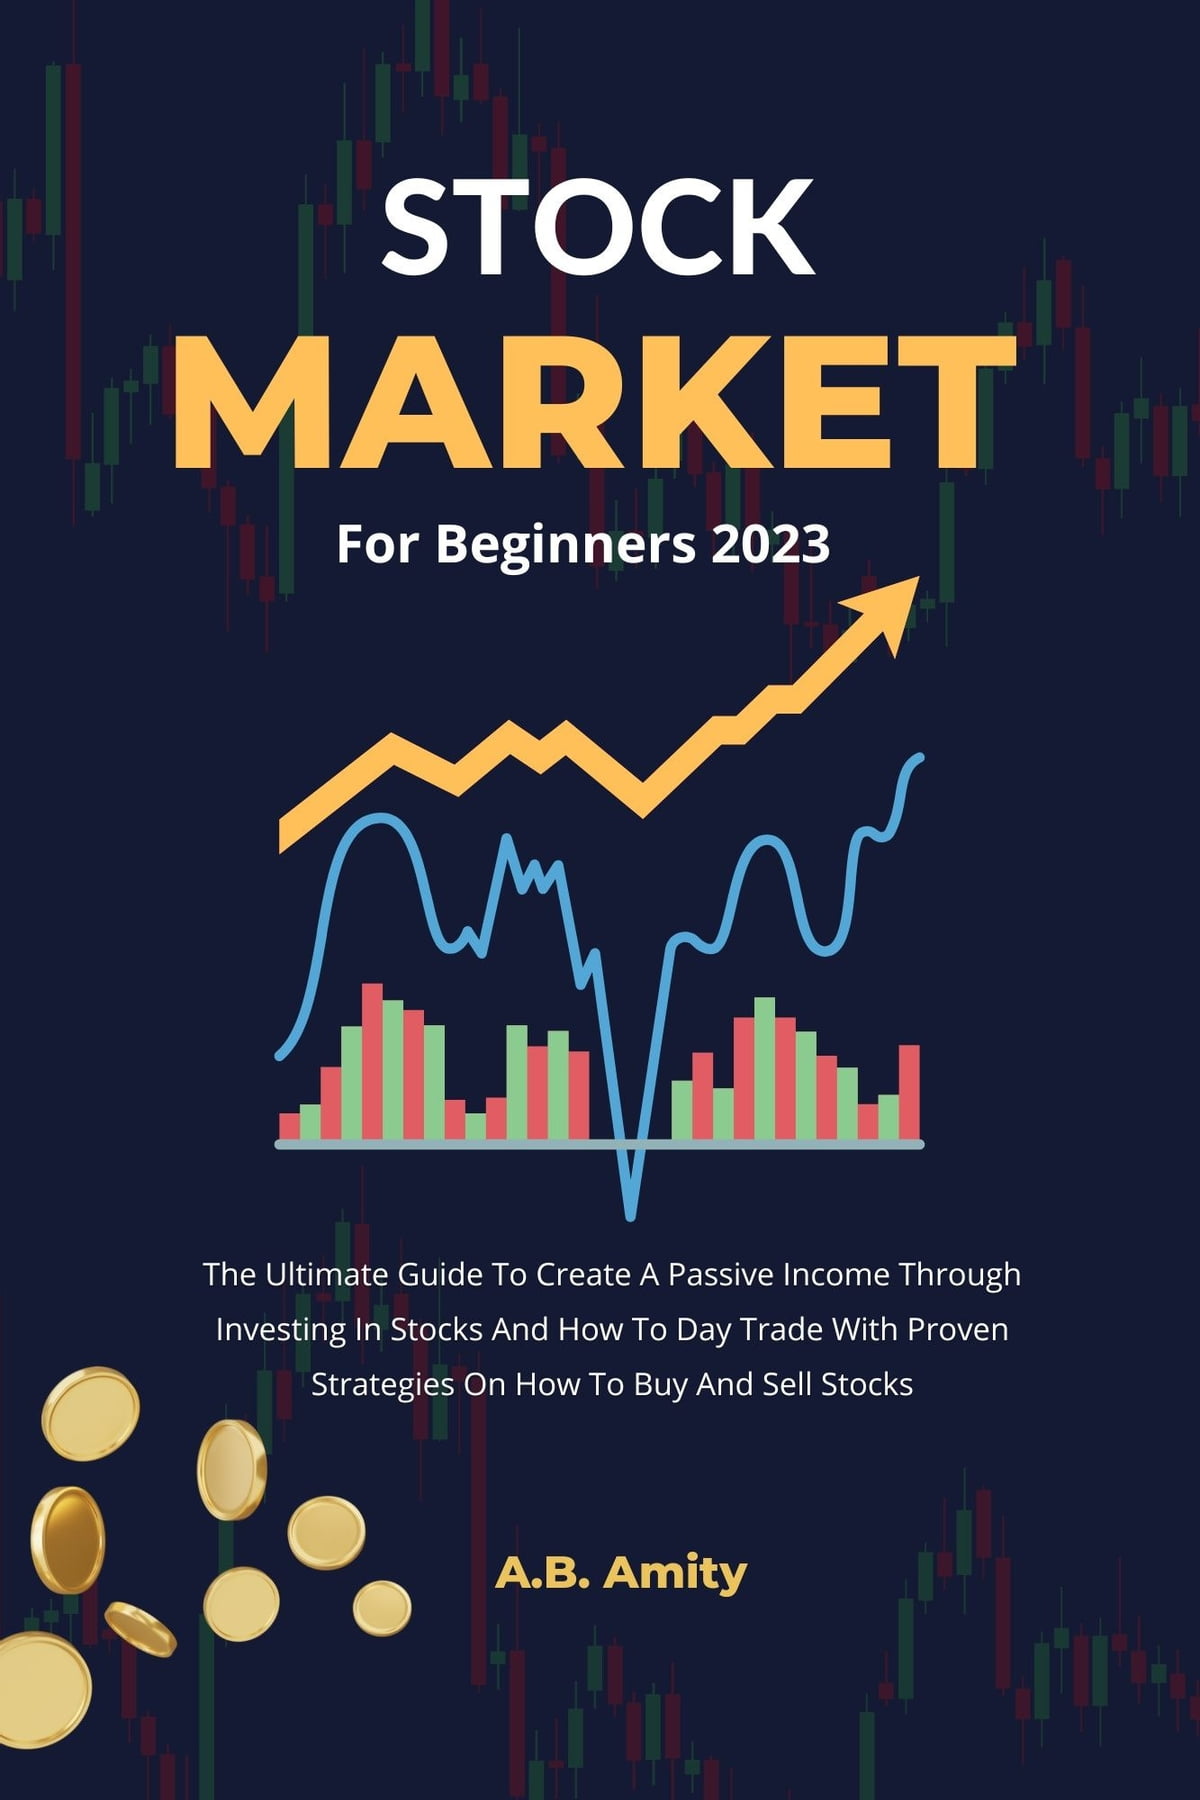 STOCK
MARKET
For Beginners 2023
The Ultimate Guide To Create A Passive Income Through
Investing In Stocks And How To Day Trade With Proven
Strategies On How To Buy And Sell Stocks
A.B. Amity